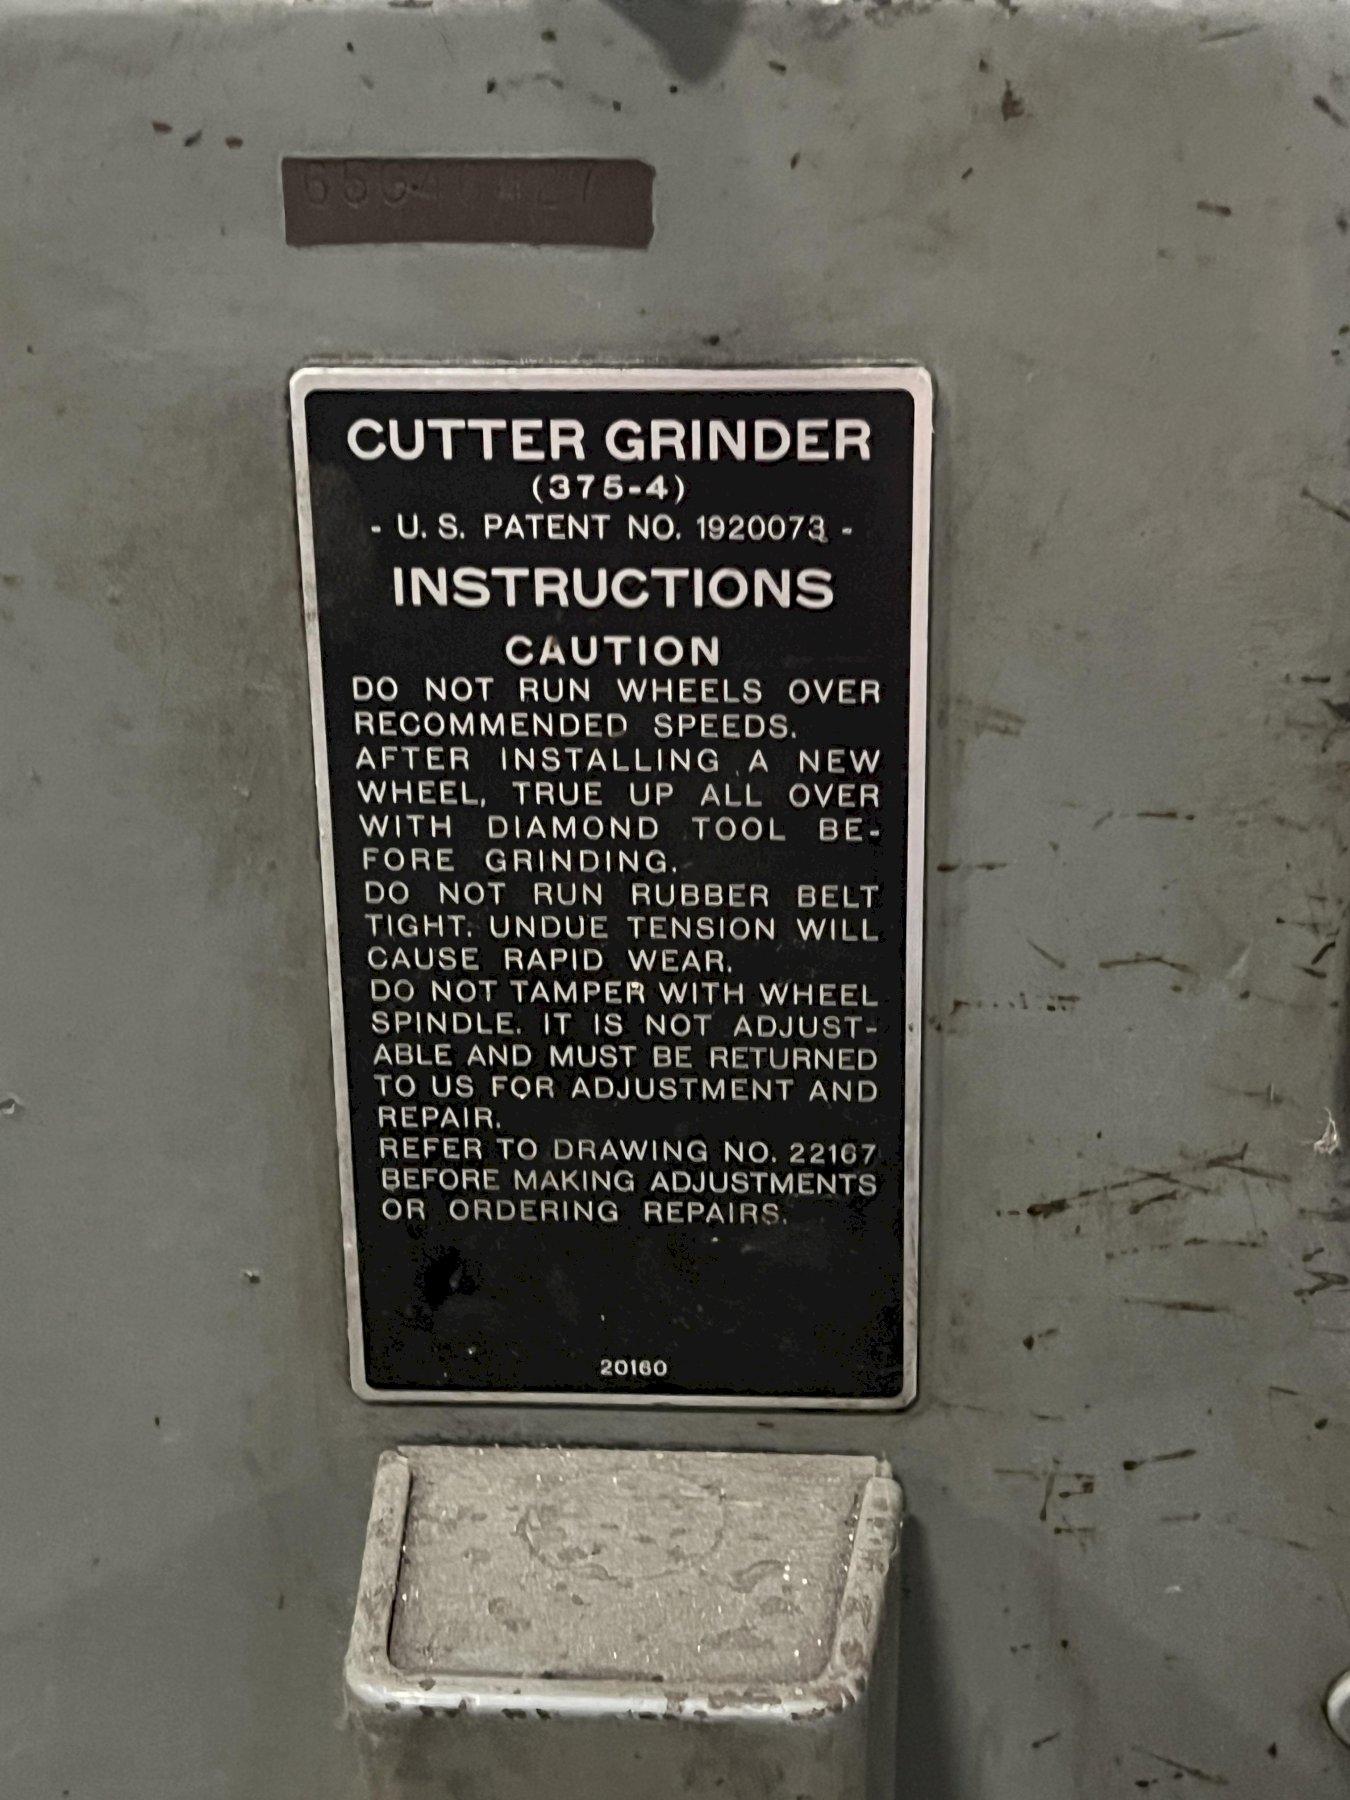 CUTTER GRINDER
(375-4)
- U. S. PATENT NO. 1920073 -
INSTRUCTIONS
CAUTION
DO NOT RUN WHEELS OVER
RECOMMENDED SPEEDS.
AFTER INSTALLING A NEW
WHEEL, TRUE UP ALL OVER
WITH DIAMOND TOOL BE-
FORE GRINDING.
DO NOT RUN RUBBER BELT
TIGHT. UNDUE TENSION WILL
CAUSE RAPID WEAR.
DO NOT TAMPER WITH WHEEL
SPINDLE. IT IS NOT ADJUST-
ABLE AND MUST BE RETURNED
TO US FOR ADJUSTMENT AND
REPAIR.
REFER TO DRAWING NO. 22167
BEFORE MAKING ADJUSTMENTS
OR ORDERING REPAIRS.
20160